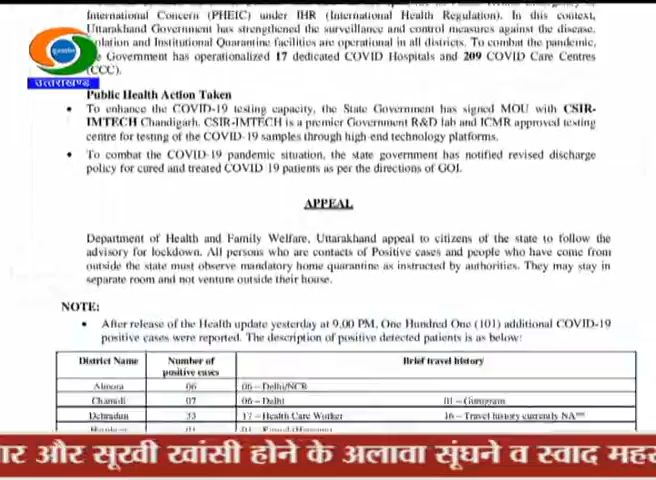 International Concern (PHEIC) under IHR (International Health Regulation). In this context,
Uttarakhand Government has strengthened the surveillance and control measures against the disease.
Isolation and Institutional Quarantine facilities are operational in all districts. To combat the pandemic,
Government has operationalized 17 dedicated COVID Hospitals and 209 COVID Care Centres
(CCC).
दूरदर्शन
उत्तराखण्ड
Public Health Action Taken
• To enhance the COVID-19 testing capacity, the State Government has signed MOU with CSIR-
IMTECH Chandigarh. CSIR-IMTECH is a premier Government R&D lab and ICMR approved testing
centre for testing of the COVID-19 samples through high-end technology platforms.
• To combat the COVID-19 pandemic situation, the state government has notified revised discharge
policy for cured and treated COVID-19 patients as per the directions of GOI.
APPEAL
Department of Health and Family Welfare, Uttarakhand appeal to citizens of the state to follow the
advisory for lockdown. All persons who are contacts of Positive cases and people who have come from
outside the state must observe mandatory home quarantine as instructed by authorities. They may stay in
separate room and not venture outside their house.
NOTE:
• After release of the Health update yesterday at 9.00 PM, One Hundred One (101) additional COVID-19
positive cases were reported. The description of positive detected patients is as below:
District Name Number of positive cases Brief travel history
Almora 06 06 – Delhi/NCR
Chamoli 07 06 – Delhi 01 – Gurugram
Dehradun 33 17 – Health Care Worker 16 – Travel history currently NA
ार और सूखी खांसी होने के अलावा सूंघने व स्वाद मह